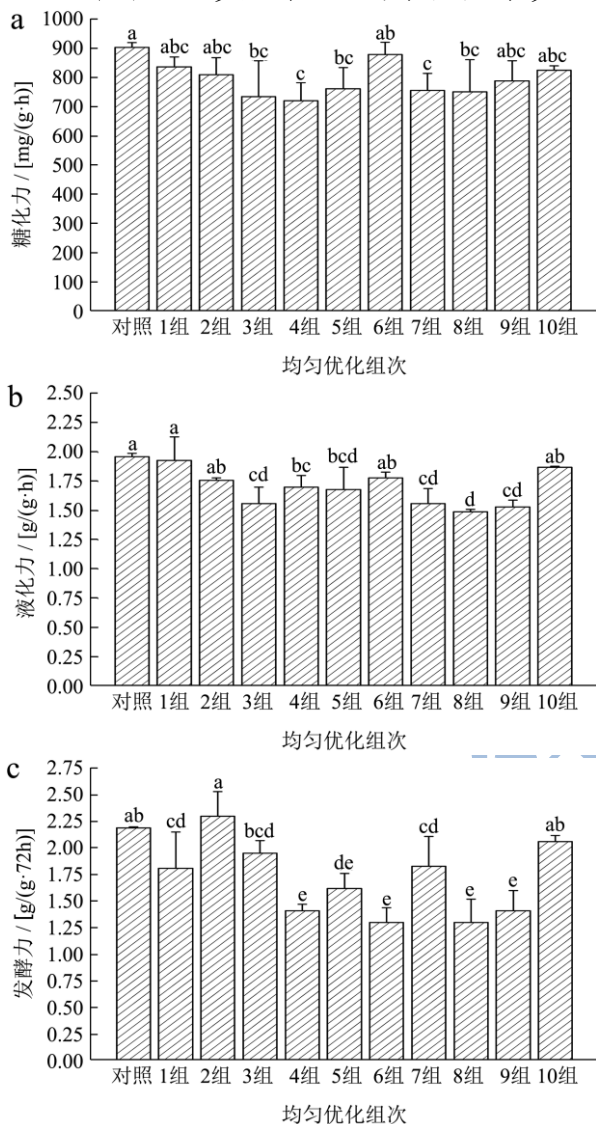 a
糖化力 / [mg/(g·h)]
1000
900
800
700
600
500
400
300
200
100
0
a abc abc bc c bc ab c bc abc abc
对照 1组 2组 3组 4组 5组 6组 7组 8组 9组 10组
均匀优化组次
b
液化力 / [g/(g·h)]
2.50
2.25
2.00
1.75
1.50
1.25
1.00
0.75
0.50
0.25
0.00
a a ab cd bc bcd ab cd d cd ab
对照 1组 2组 3组 4组 5组 6组 7组 8组 9组 10组
均匀优化组次
c
发酵力 / [g/(g·72h)]
2.75
2.50
2.25
2.00
1.75
1.50
1.25
1.00
0.75
0.50
0.25
0.00
ab cd a bcd e de e cd e e ab
对照 1组 2组 3组 4组 5组 6组 7组 8组 9组 10组
均匀优化组次